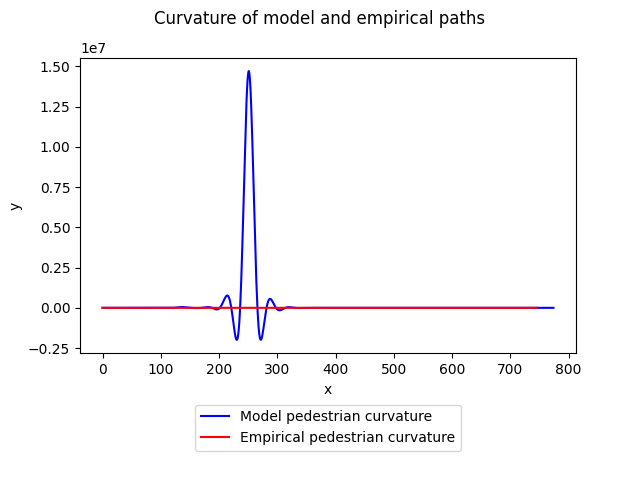 Curvature of model and empirical paths
1e7
1.50
1.25
1.00
0.75
0.50
0.25
0.00
−0.25
y
0 100 200 300 400 500 600 700 800
x
Model pedestrian curvature
Empirical pedestrian curvature